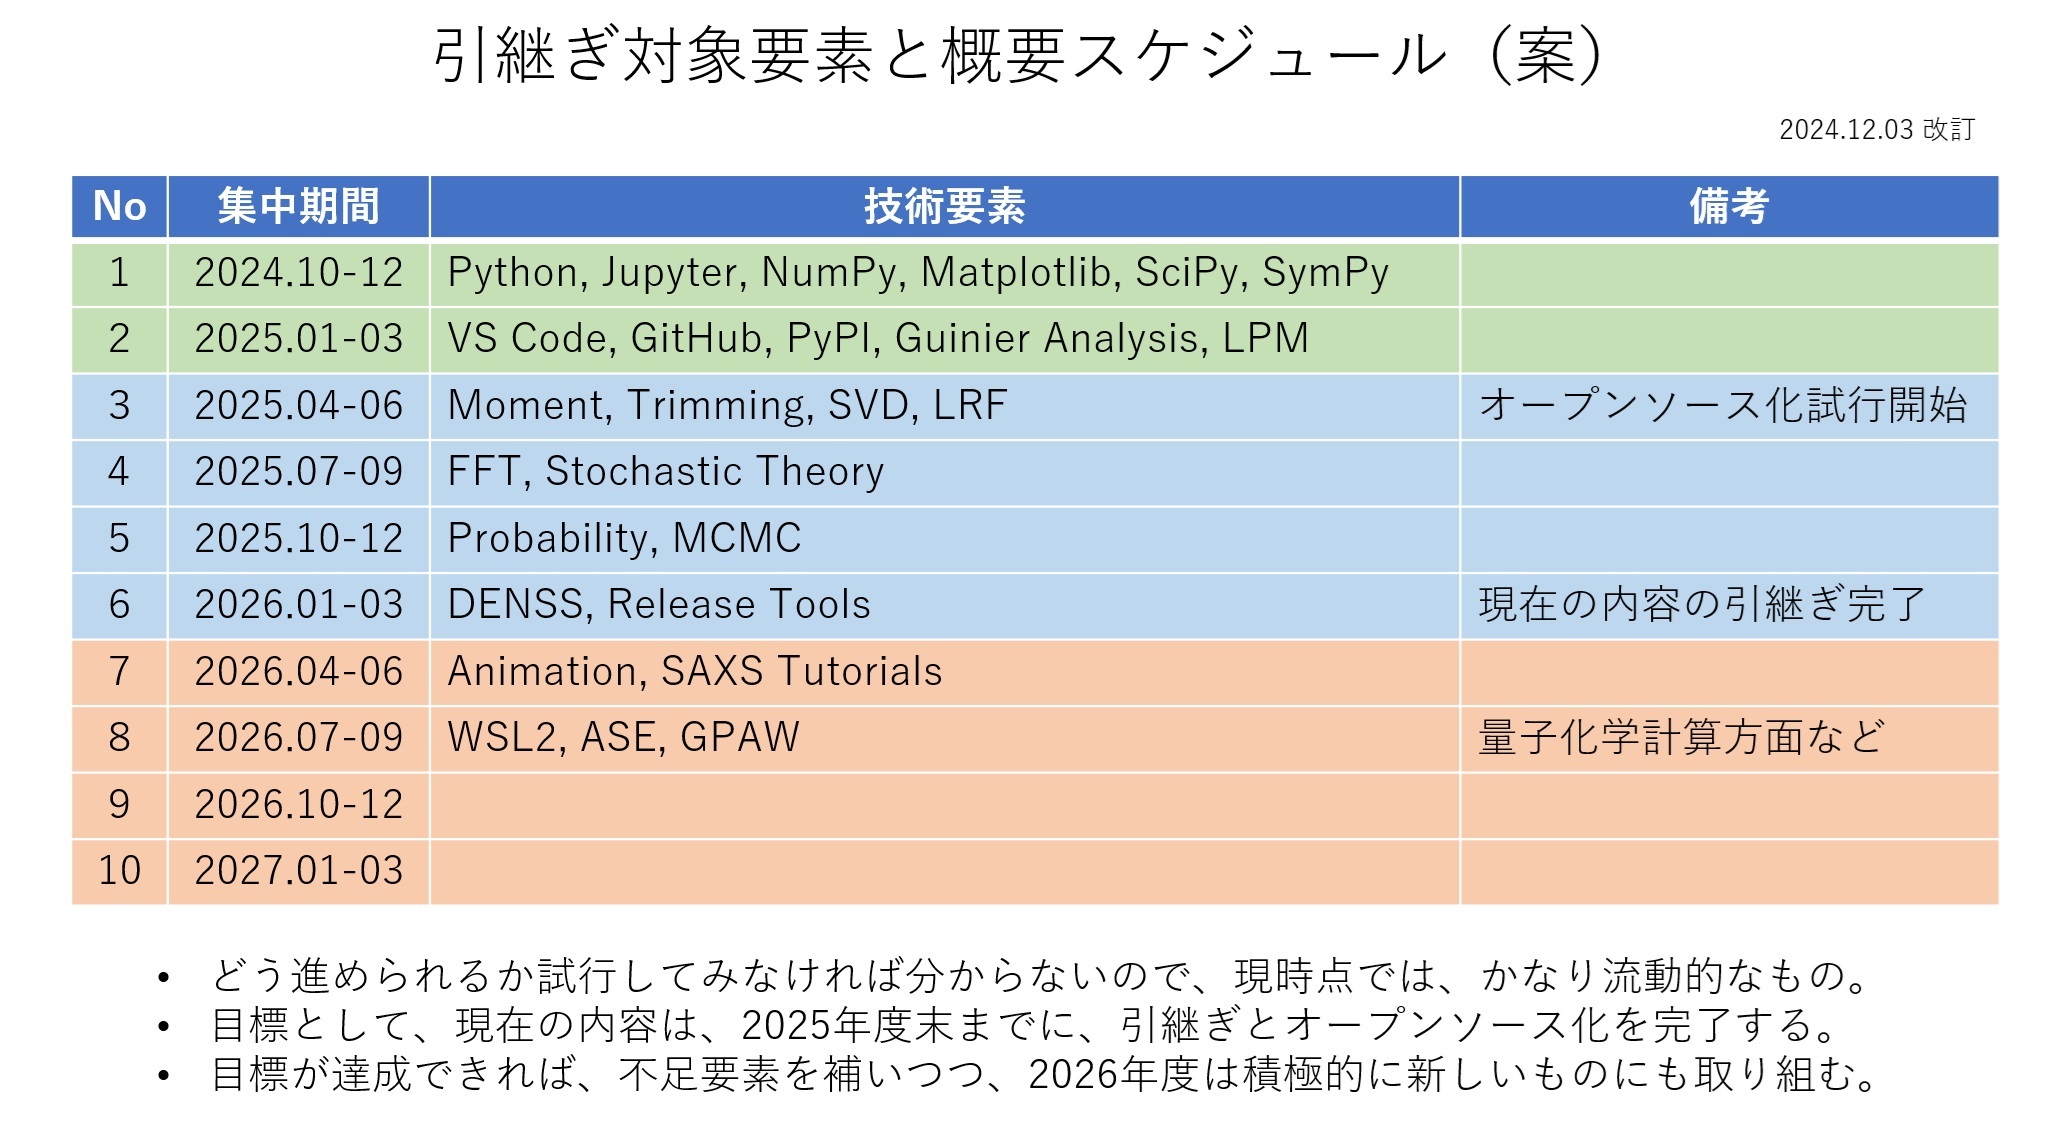 引継ぎ対象要素と概要スケジュール（案）
2024.12.03 改訂
No 集中期間 技術要素 備考
1 2024.10-12 Python, Jupyter, NumPy, Matplotlib, SciPy, SymPy
2 2025.01-03 VS Code, GitHub, PyPI, Guinier Analysis, LPM
3 2025.04-06 Moment, Trimming, SVD, LRF オープンソース化試行開始
4 2025.07-09 FFT, Stochastic Theory
5 2025.10-12 Probability, MCMC
6 2026.01-03 DENSS, Release Tools 現在の内容の引継ぎ完了
7 2026.04-06 Animation, SAXS Tutorials
8 2026.07-09 WSL2, ASE, GPAW 量子化学計算方面など
9 2026.10-12
10 2027.01-03
• どう進められるか試行してみなければ分からないので、現時点では、かなり流動的なもの。
• 目標として、現在の内容は、2025年度末までに、引継ぎとオープンソース化を完了する。
• 目標が達成できれば、不足要素を補いつつ、2026年度は積極的に新しいものにも取り組む。